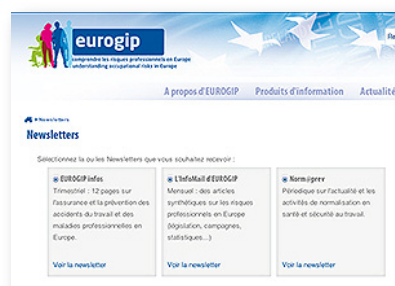 Re
eurogip
comprendre les risques professionnels en Europe
understanding occupational risks in Europe
A propos d'EUROGIP Produits d'information Actualité
Newsletters
Newsletters
Sélectionnez la ou les Newsletters que vous souhaitez recevoir :
EUROGIP infos
Trimestriel : 12 pages sur
l'assurance et la prévention des
accidents du travail et des
maladies professionnelles en
Europe.
Voir la newsletter
L'InfoMail d'EUROGIP
Mensuel : des articles
synthétiques sur les risques
professionnels en Europe
(législation, campagnes,
statistiques...)
Voir la newsletter
Norm@prev
Périodique sur l'actualité et les
activités de normalisation en
santé et sécurité au travail.
Voir la newsletter